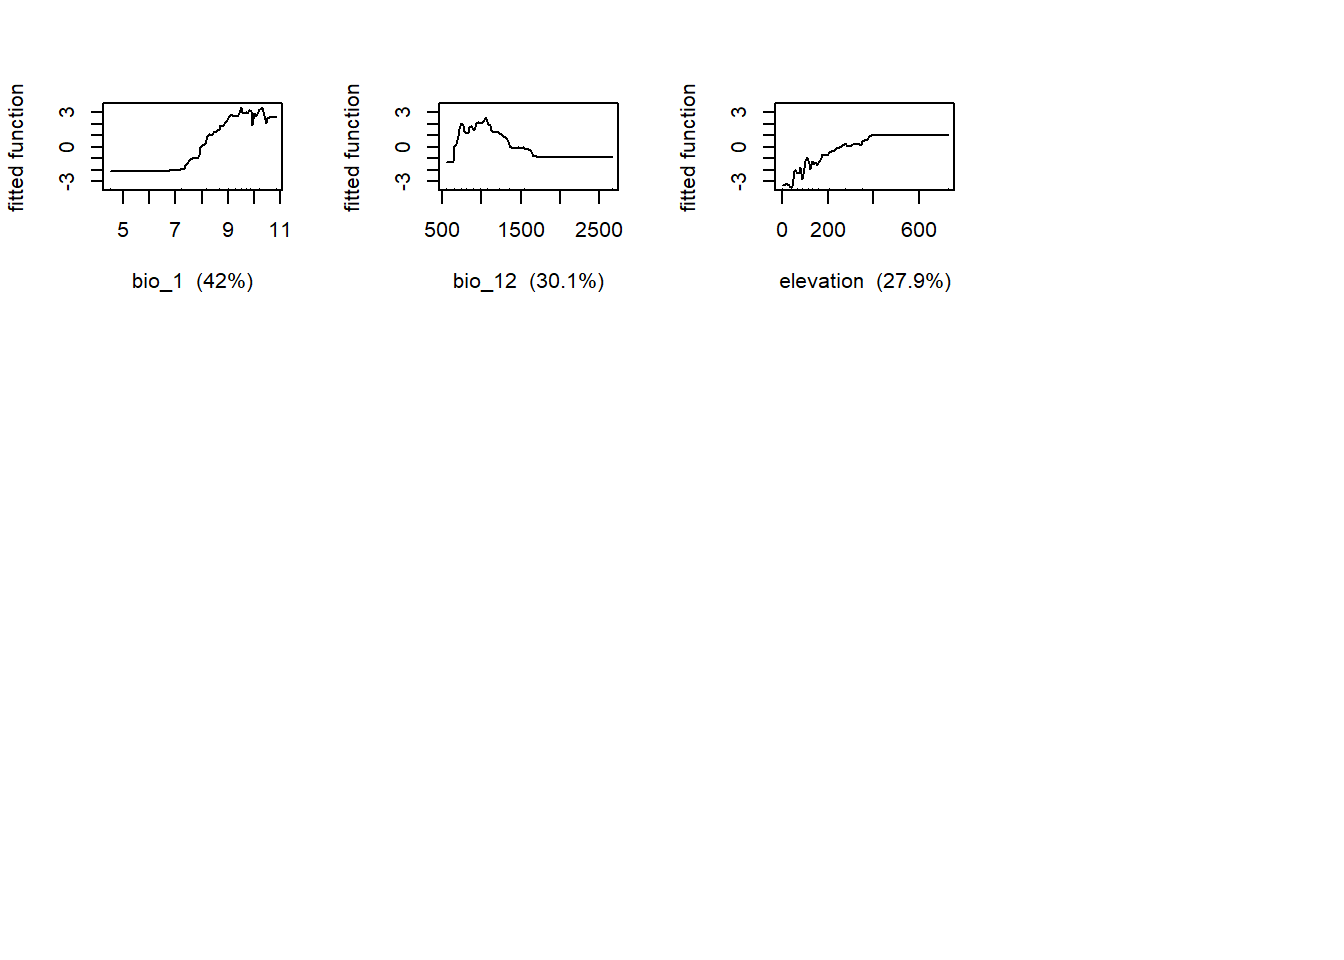 fitted function
3
0
-3
5 7 9 11
bio_1 (42%)
fitted function
3
0
-3
500 1500 2500
bio_12 (30.1%)
fitted function
3
0
-3
0 200 600
elevation (27.9%)